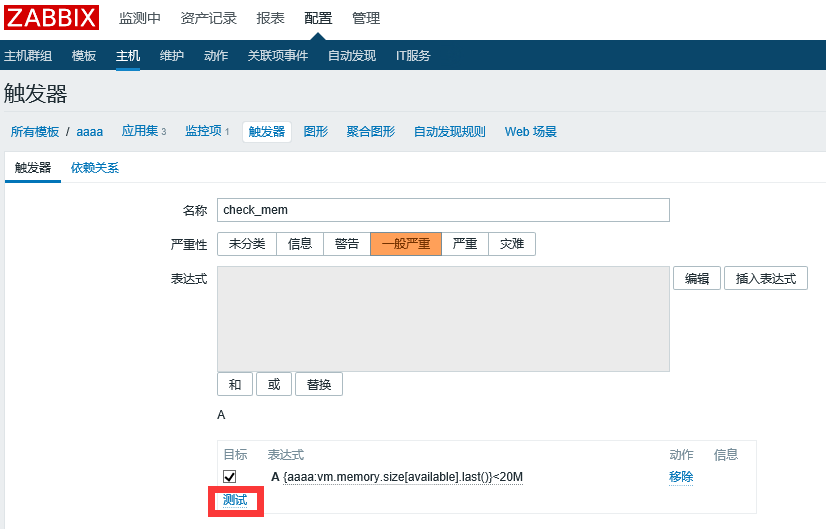 ZABBIX 监测中 资产记录 报表 配置 管理
主机群组 模板 主机 维护 动作 关联项事件 自动发现 IT服务
触发器
所有模板 / aaaa 应用集 3 监控项 1 触发器 图形 聚合图形 自动发现规则 Web 场景
触发器 依赖关系
名称 check_mem
严重性 未分类 信息 警告 一般严重 严重 灾难
表达式 编辑 插入表达式
和 或 替换
A
目标 表达式 动作 信息
A {aaaa:vm.memory.size[available].last()}<20M 移除
测试